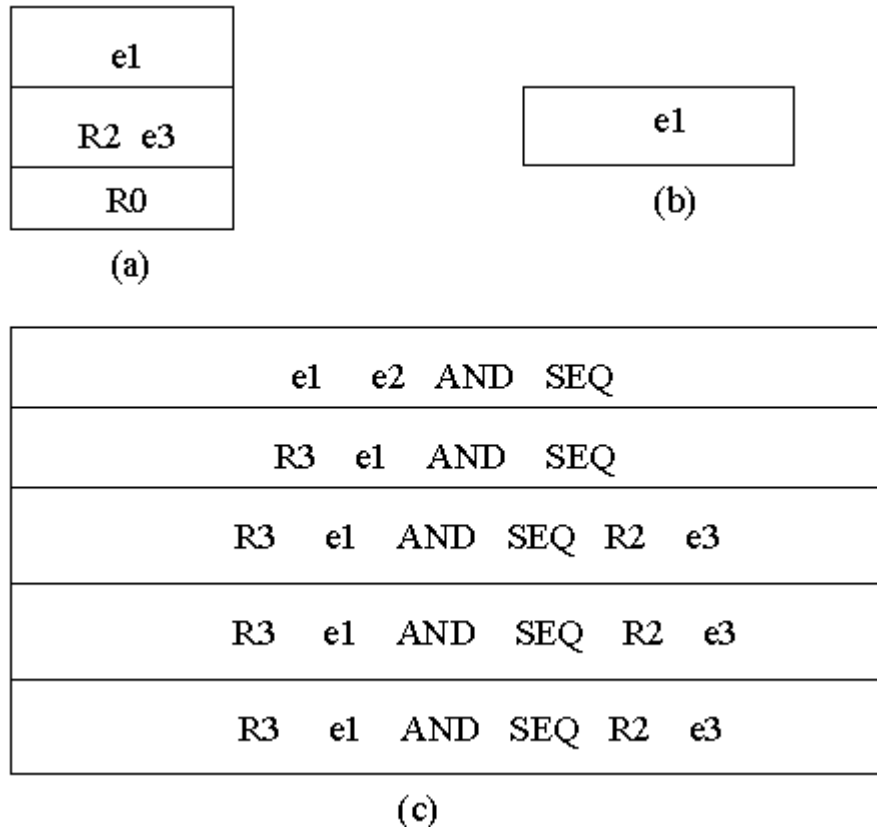 e1
R2 e3
R0
(a)
e1
(b)
e1 e2 AND SEQ
R3 e1 AND SEQ
R3 e1 AND SEQ R2 e3
R3 e1 AND SEQ R2 e3
R3 e1 AND SEQ R2 e3
(c)